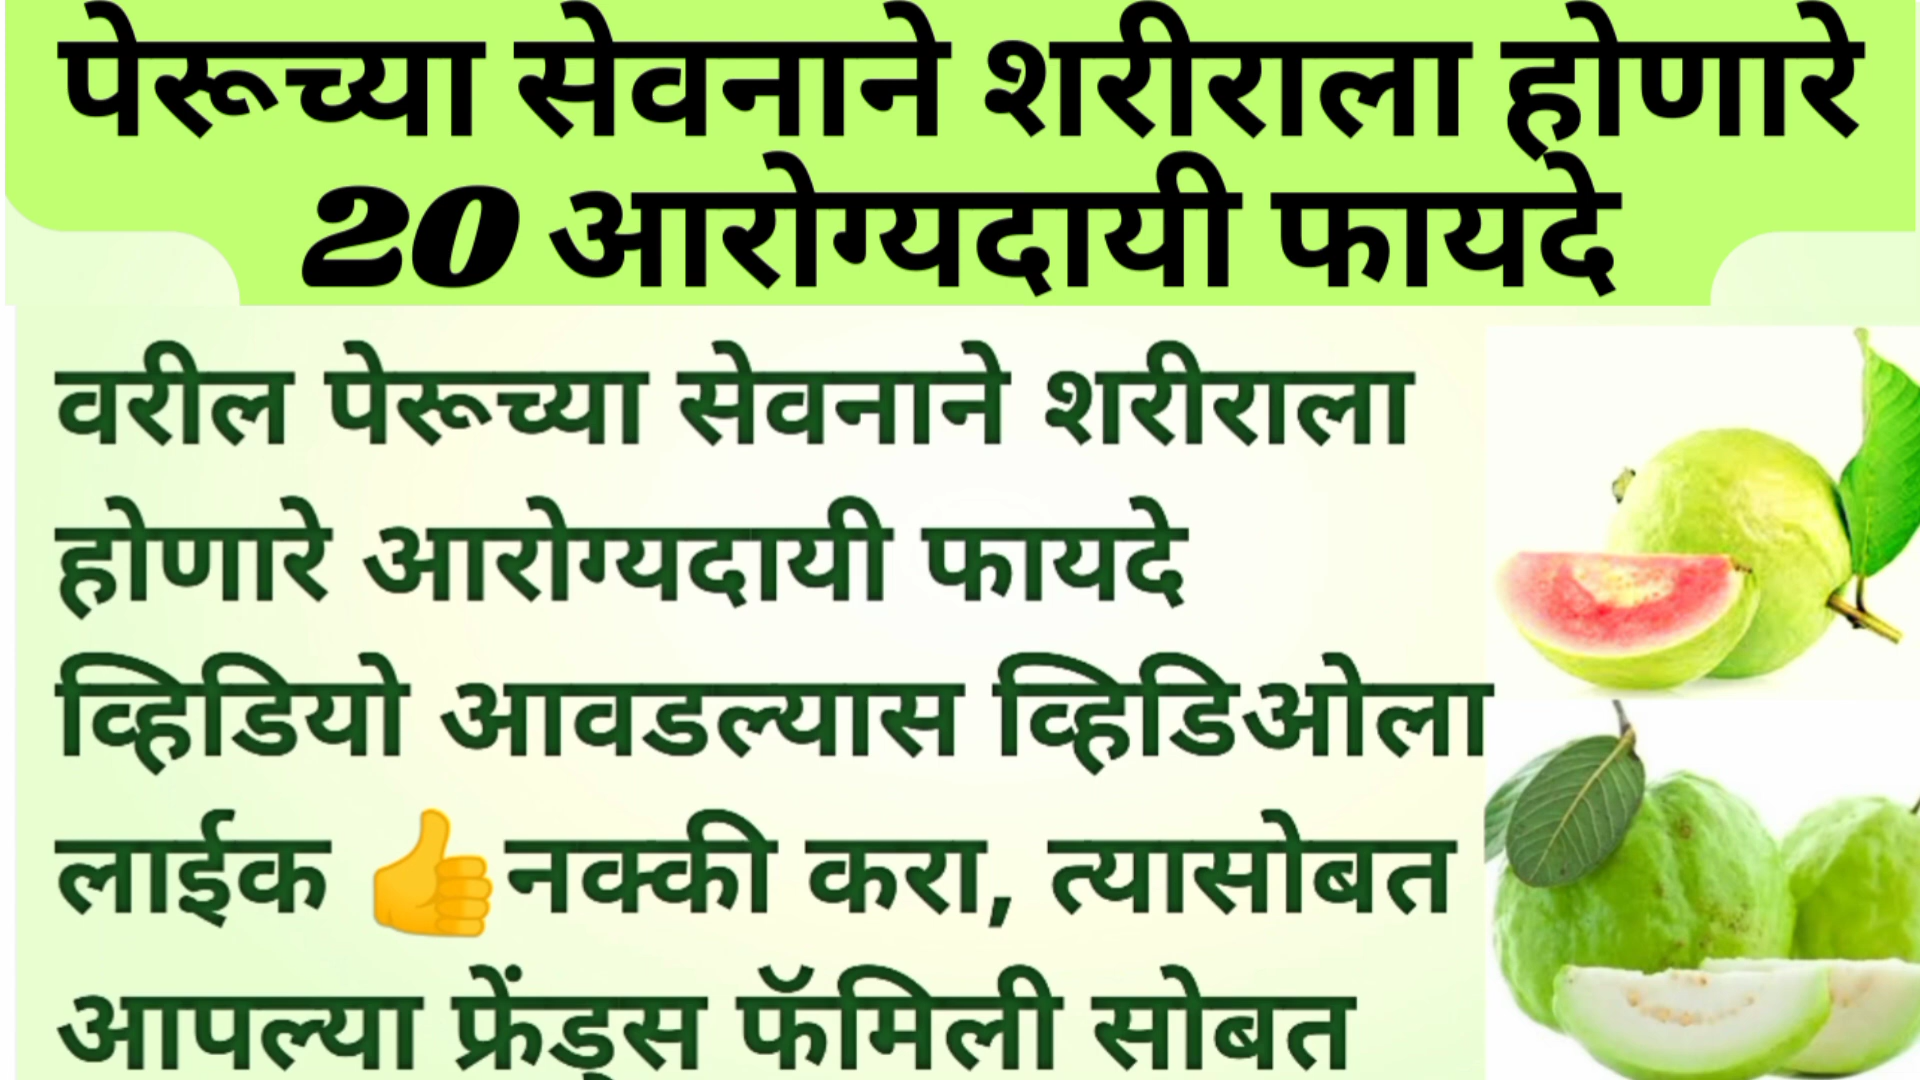 पेरूच्या सेवनाने शरीराला होणारे
20 आरोग्यदायी फायदे
वरील पेरूच्या सेवनाने शरीराला
होणारे आरोग्यदायी फायदे
व्हिडियो आवडल्यास व्हिडिओला
लाईक 👍नक्की करा, त्यासोबत
आपल्या फ्रेंड्स फॅमिली सोबत